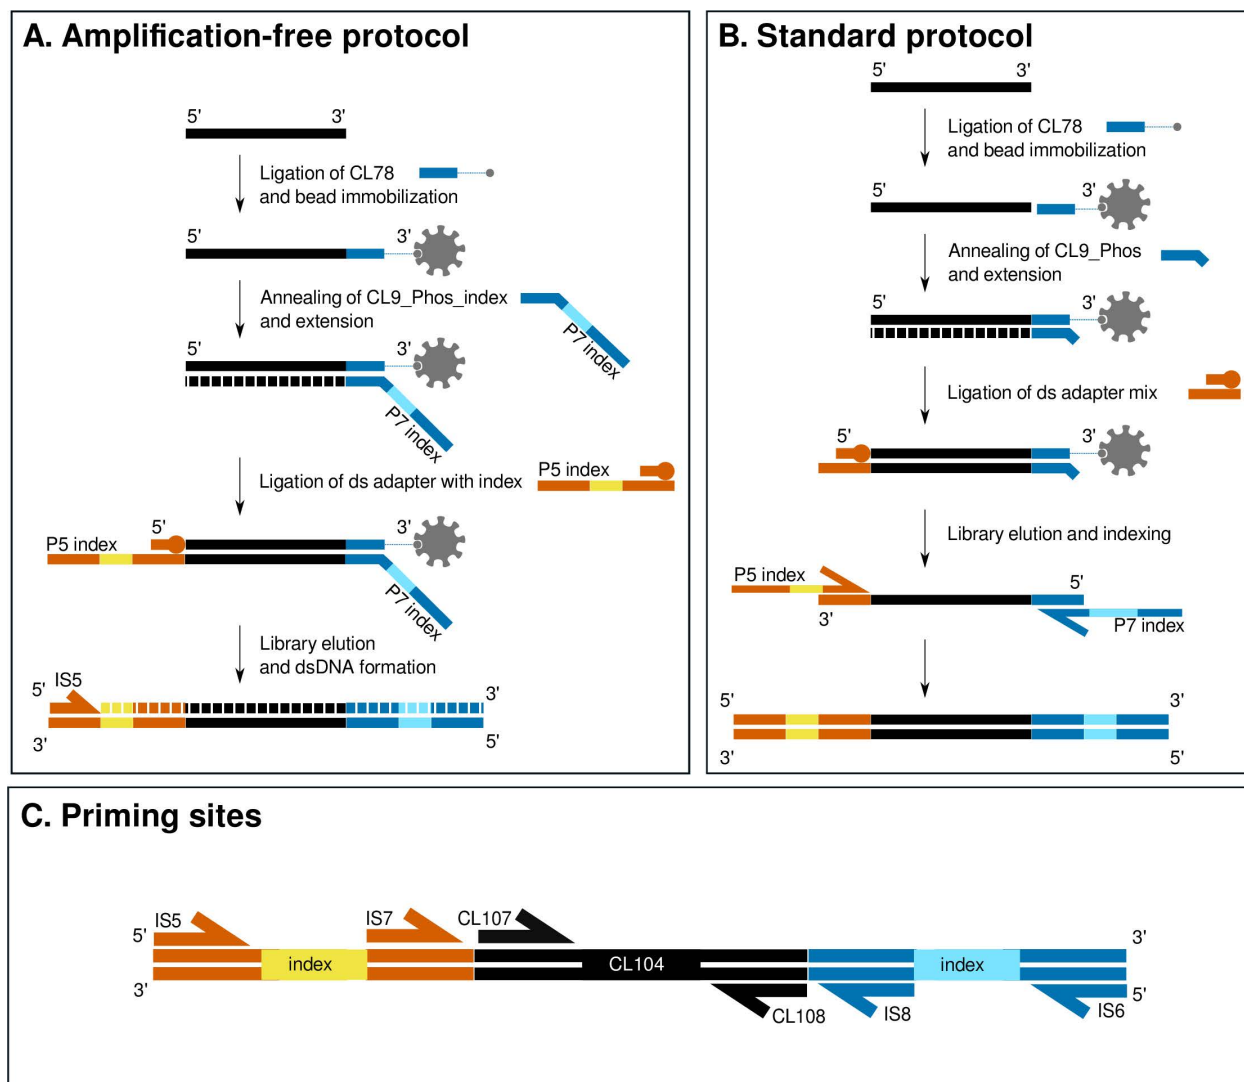 A. Amplification-free protocol
5' 3'
Ligation of CL78
and bead immobilization
5' 3'
Annealing of CL9_Phos_index
and extension
P7 index
5' 3'
P7 index
Ligation of ds adapter with index
P5 index
5' 3'
P5 index
P7 index
Library elution
and dsDNA formation
IS5
5' 3'
3' 5'
B. Standard protocol
5' 3'
Ligation of CL78
and bead immobilization
5' 3'
Annealing of CL9_Phos
and extension
5' 3'
Ligation of ds adapter mix
5' 3'
Library elution and indexing
P5 index
5'
3'
P7 index
5' 3'
3' 5'
C. Priming sites
IS5 IS7 CL107
5' 3'
index CL104 index
3' 5'
CL108 IS8 IS6